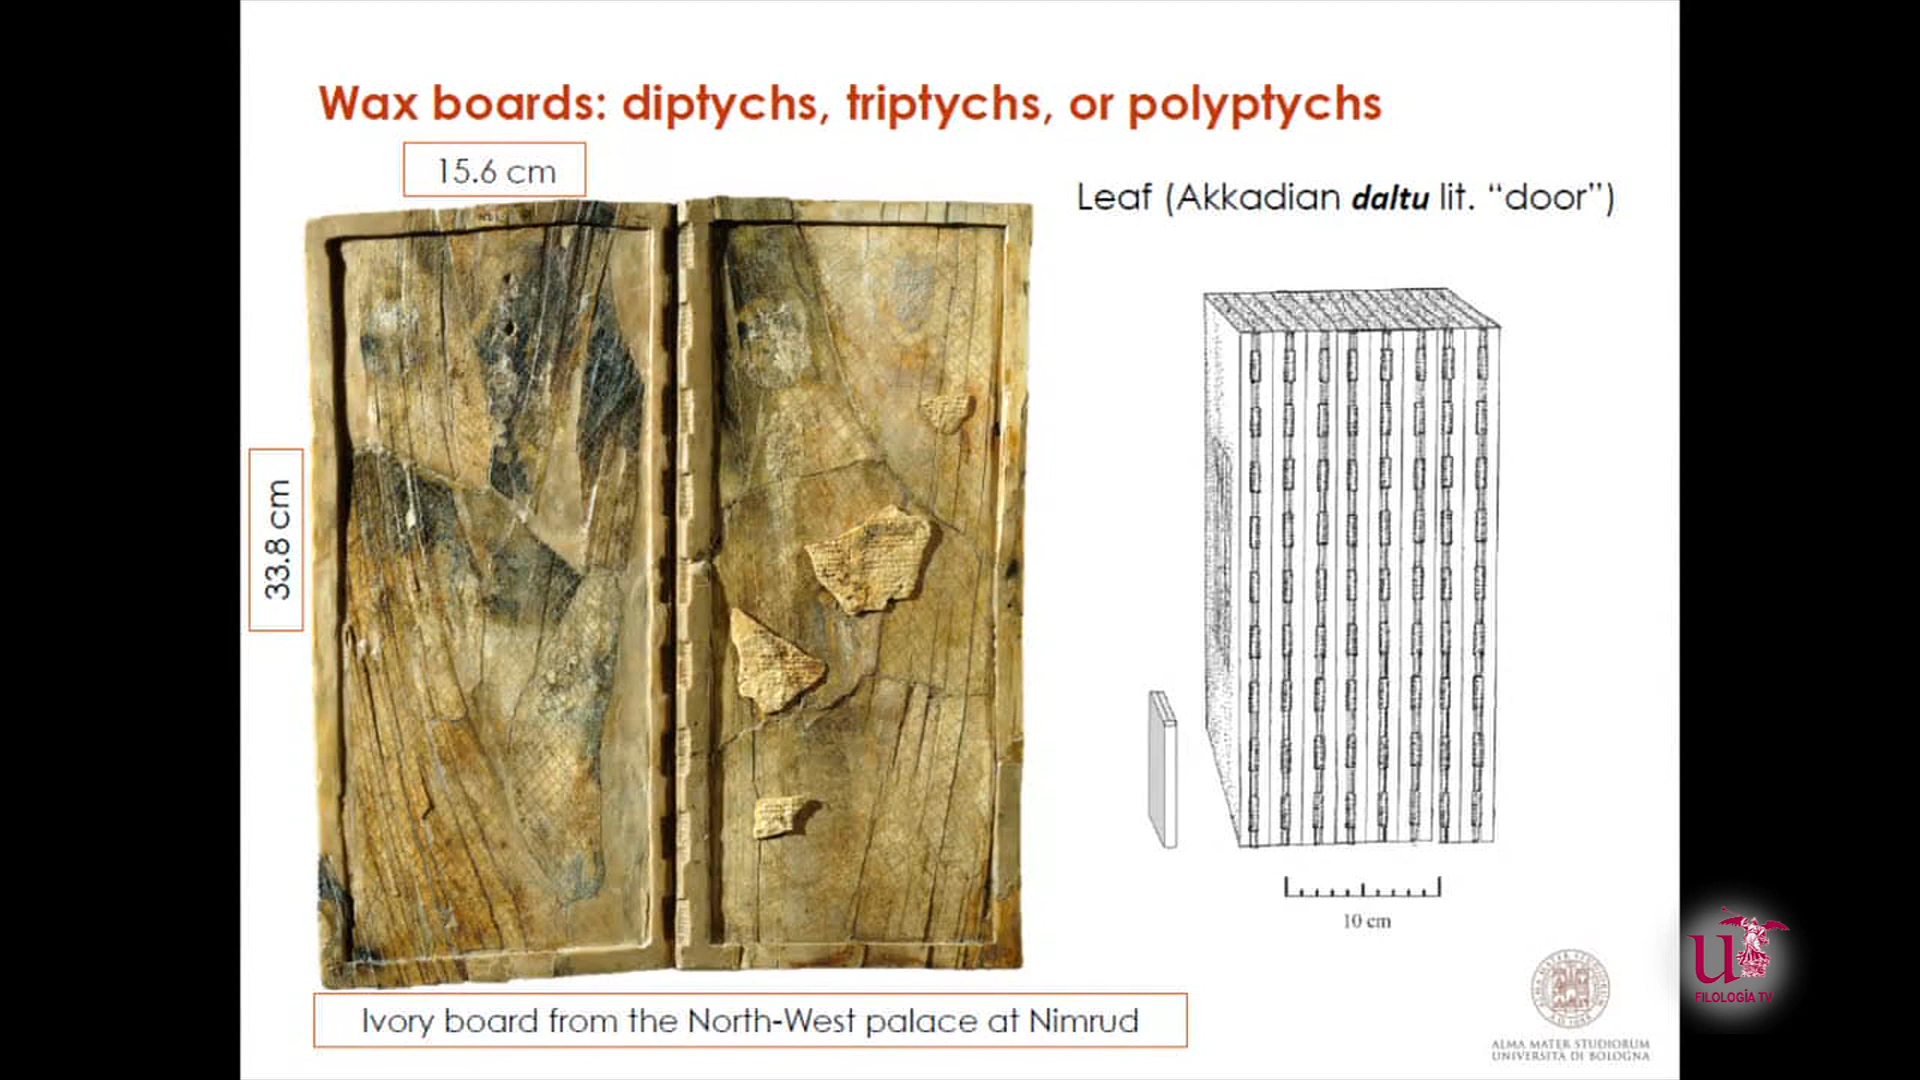 Wax boards: diptychs, triptychs, or polyptychs
15.6 cm
Leaf (Akkadian daltu lit. “door”)
33.8 cm
10 cm
Ivory board from the North-West palace at Nimrud
ALMA MATER STUDIORUM
UNIVERSITÀ DI BOLOGNA
u
FILOLOGÍA TV